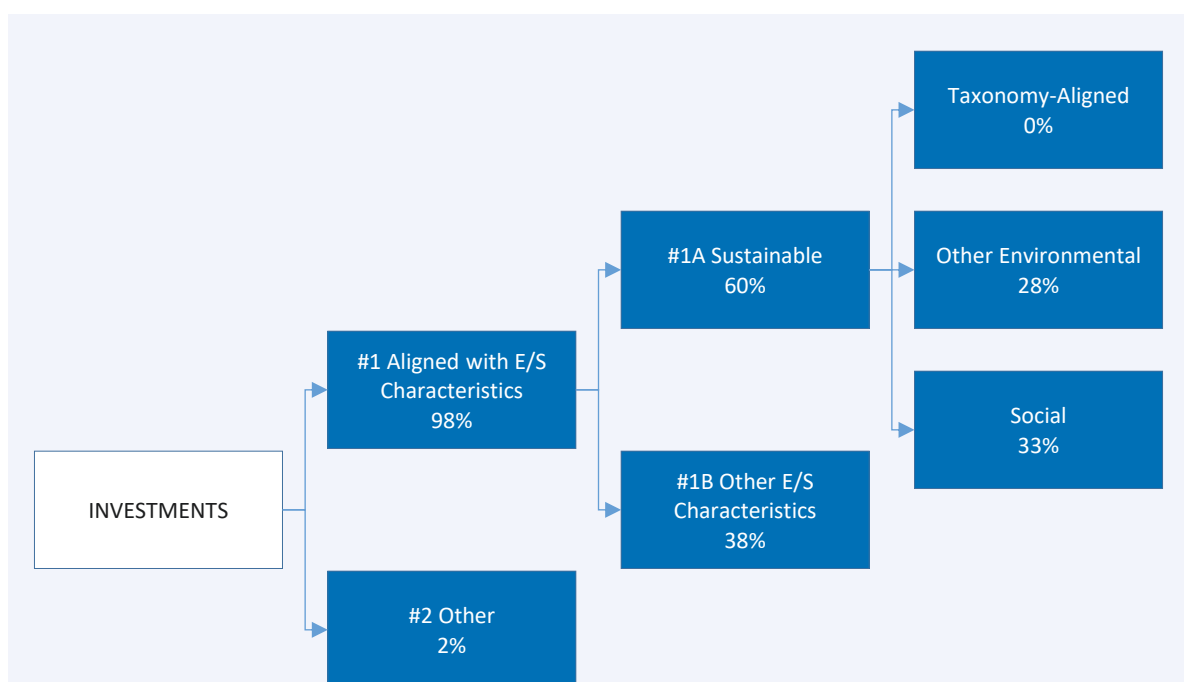 INVESTMENTS
#1 Aligned with E/S
Characteristics
98%
#2 Other
2%
#1A Sustainable
60%
#1B Other E/S
Characteristics
38%
Taxonomy-Aligned
0%
Other Environmental
28%
Social
33%